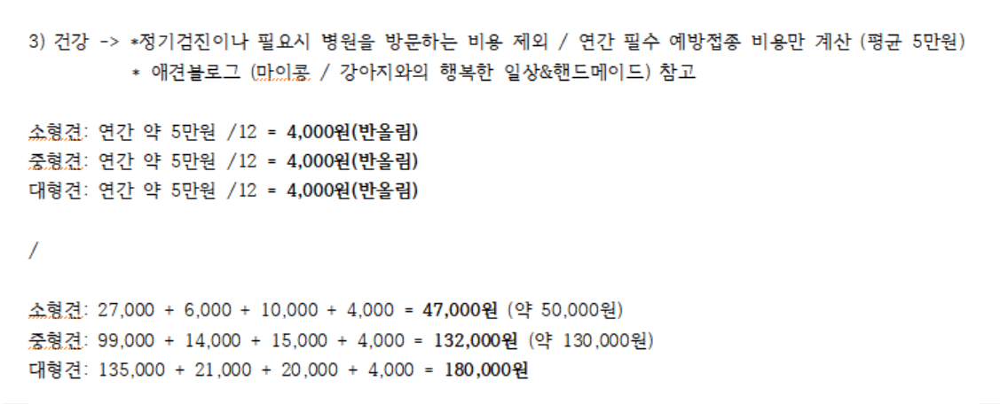 3) 건강 -> *정기검진이나 필요시 병원을 방문하는 비용 제외 / 연간 필수 예방접종 비용만 계산 (평균 5만원)
* 애견블로그 (마이콩 / 강아지와의 행복한 일상&핸드메이드) 참고
소형견: 연간 약 5만원 /12 = 4,000원(반올림)
중형견: 연간 약 5만원 /12 = 4,000원(반올림)
대형견: 연간 약 5만원 /12 = 4,000원(반올림)
/
소형견: 27,000 + 6,000 + 10,000 + 4,000 = 47,000원 (약 50,000원)
중형견: 99,000 + 14,000 + 15,000 + 4,000 = 132,000원 (약 130,000원)
대형견: 135,000 + 21,000 + 20,000 + 4,000 = 180,000원